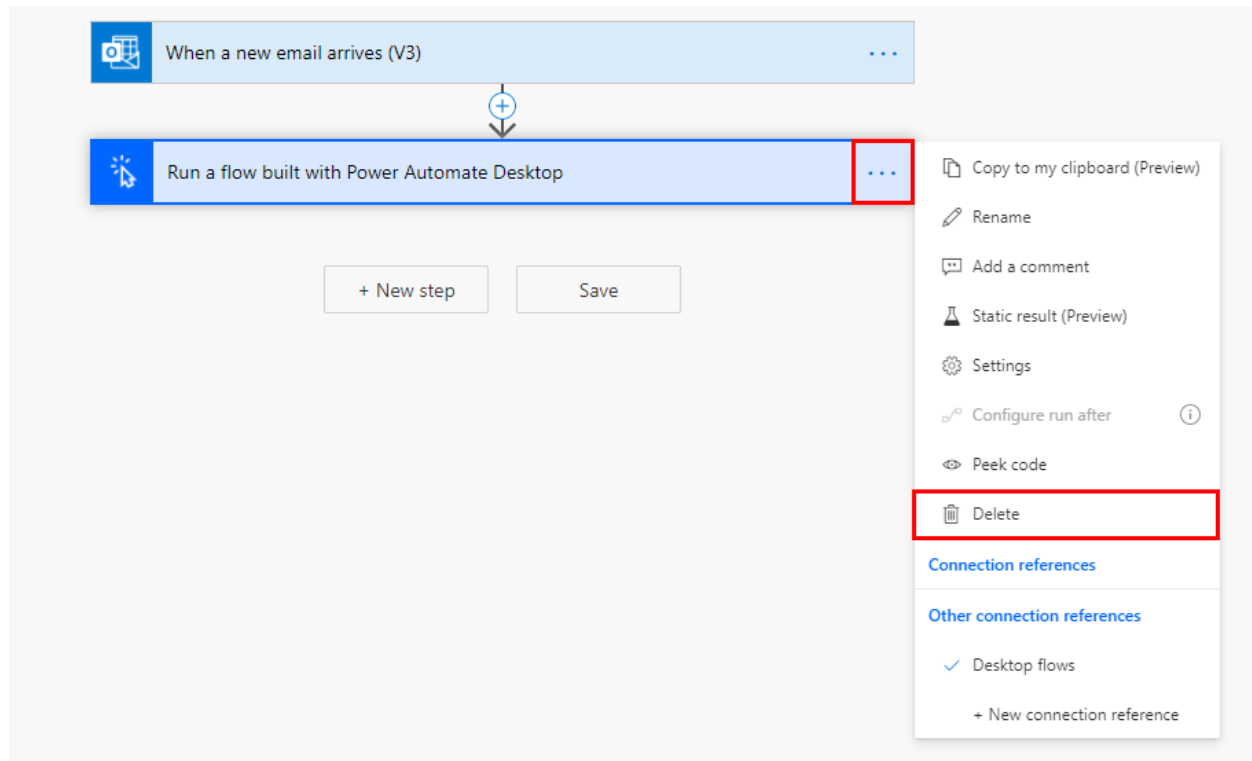 When a new email arrives (V3)
Run a flow built with Power Automate Desktop
+ New step
Save
Copy to my clipboard (Preview)
Rename
Add a comment
Static result (Preview)
Settings
Configure run after
Peek code
Delete
Connection references
Other connection references
Desktop flows
+ New connection reference